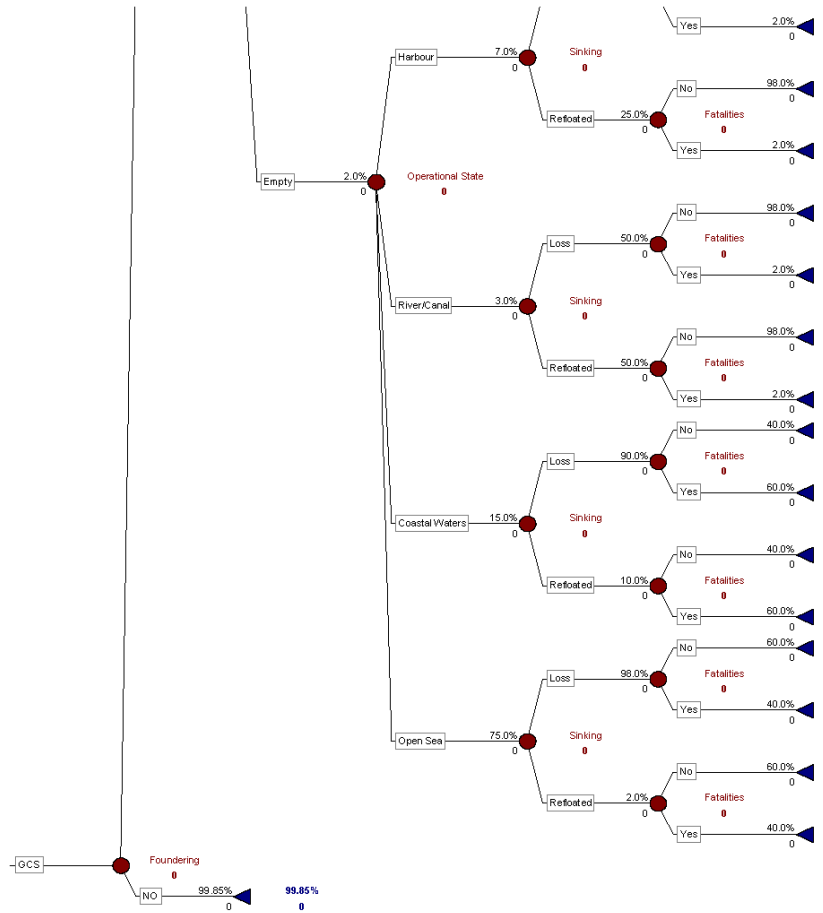 Yes 2.0%
0
Harbour 7.0% Sinking
0 0
No 98.0%
0
Refloated 25.0% Fatalities
0 0
Yes 2.0%
0
Empty 2.0% Operational State
0 0
No 98.0%
0
Loss 50.0% Fatalities
0 0
Yes 2.0%
0
River/Canal 3.0% Sinking
0 0
No 98.0%
0
Refloated 50.0% Fatalities
0 0
Yes 2.0%
0
No 40.0%
0
Loss 90.0% Fatalities
0 0
Yes 60.0%
0
Coastal Waters 15.0% Sinking
0 0
No 40.0%
0
Refloated 10.0% Fatalities
0 0
Yes 60.0%
0
No 60.0%
0
Loss 98.0% Fatalities
0 0
Yes 40.0%
0
Open Sea 75.0% Sinking
0 0
No 60.0%
0
Refloated 2.0% Fatalities
0 0
Yes 40.0%
0
GCS Foundering
0
NO 99.85% 99.85%
0 0